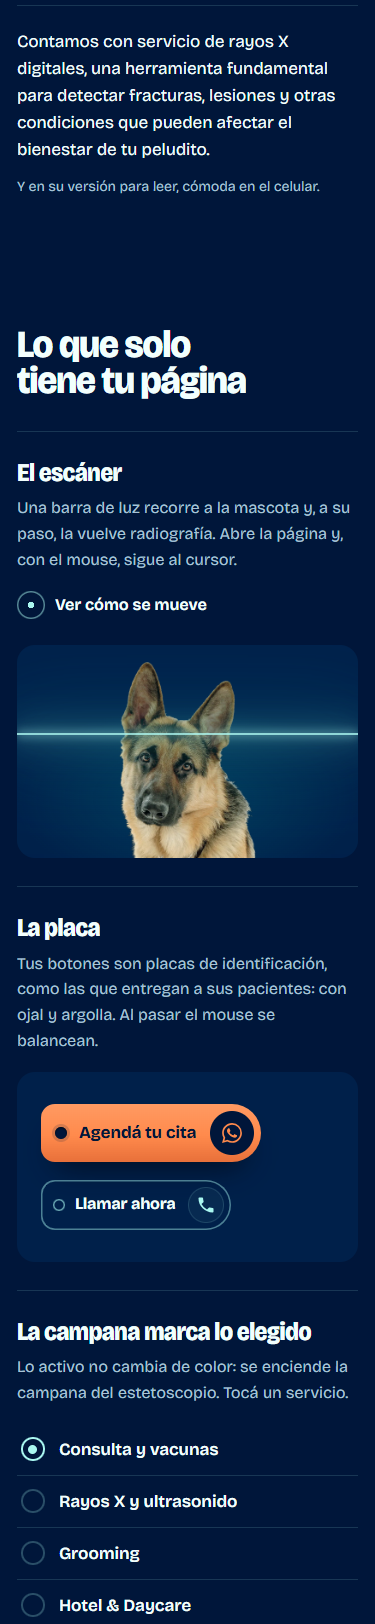 Contamos con servicio de rayos X
digitales, una herramienta fundamental
para detectar fracturas, lesiones y otras
condiciones que pueden afectar el
bienestar de tu peludito.
Y en su versión para leer, cómoda en el celular.
Lo que solo
tiene tu página
El escáner
Una barra de luz recorre a la mascota y, a su
paso, la vuelve radiografía. Abre la página y,
con el mouse, sigue al cursor.
Ver cómo se mueve
La placa
Tus botones son placas de identificación,
como las que entregan a sus pacientes: con
ojal y argolla. Al pasar el mouse se
balancean.
Agendá tu cita
Llamar ahora
La campana marca lo elegido
Lo activo no cambia de color: se enciende la
campana del estetoscopio. Tocá un servicio.
Consulta y vacunas
Rayos X y ultrasonido
Grooming
Hotel & Daycare